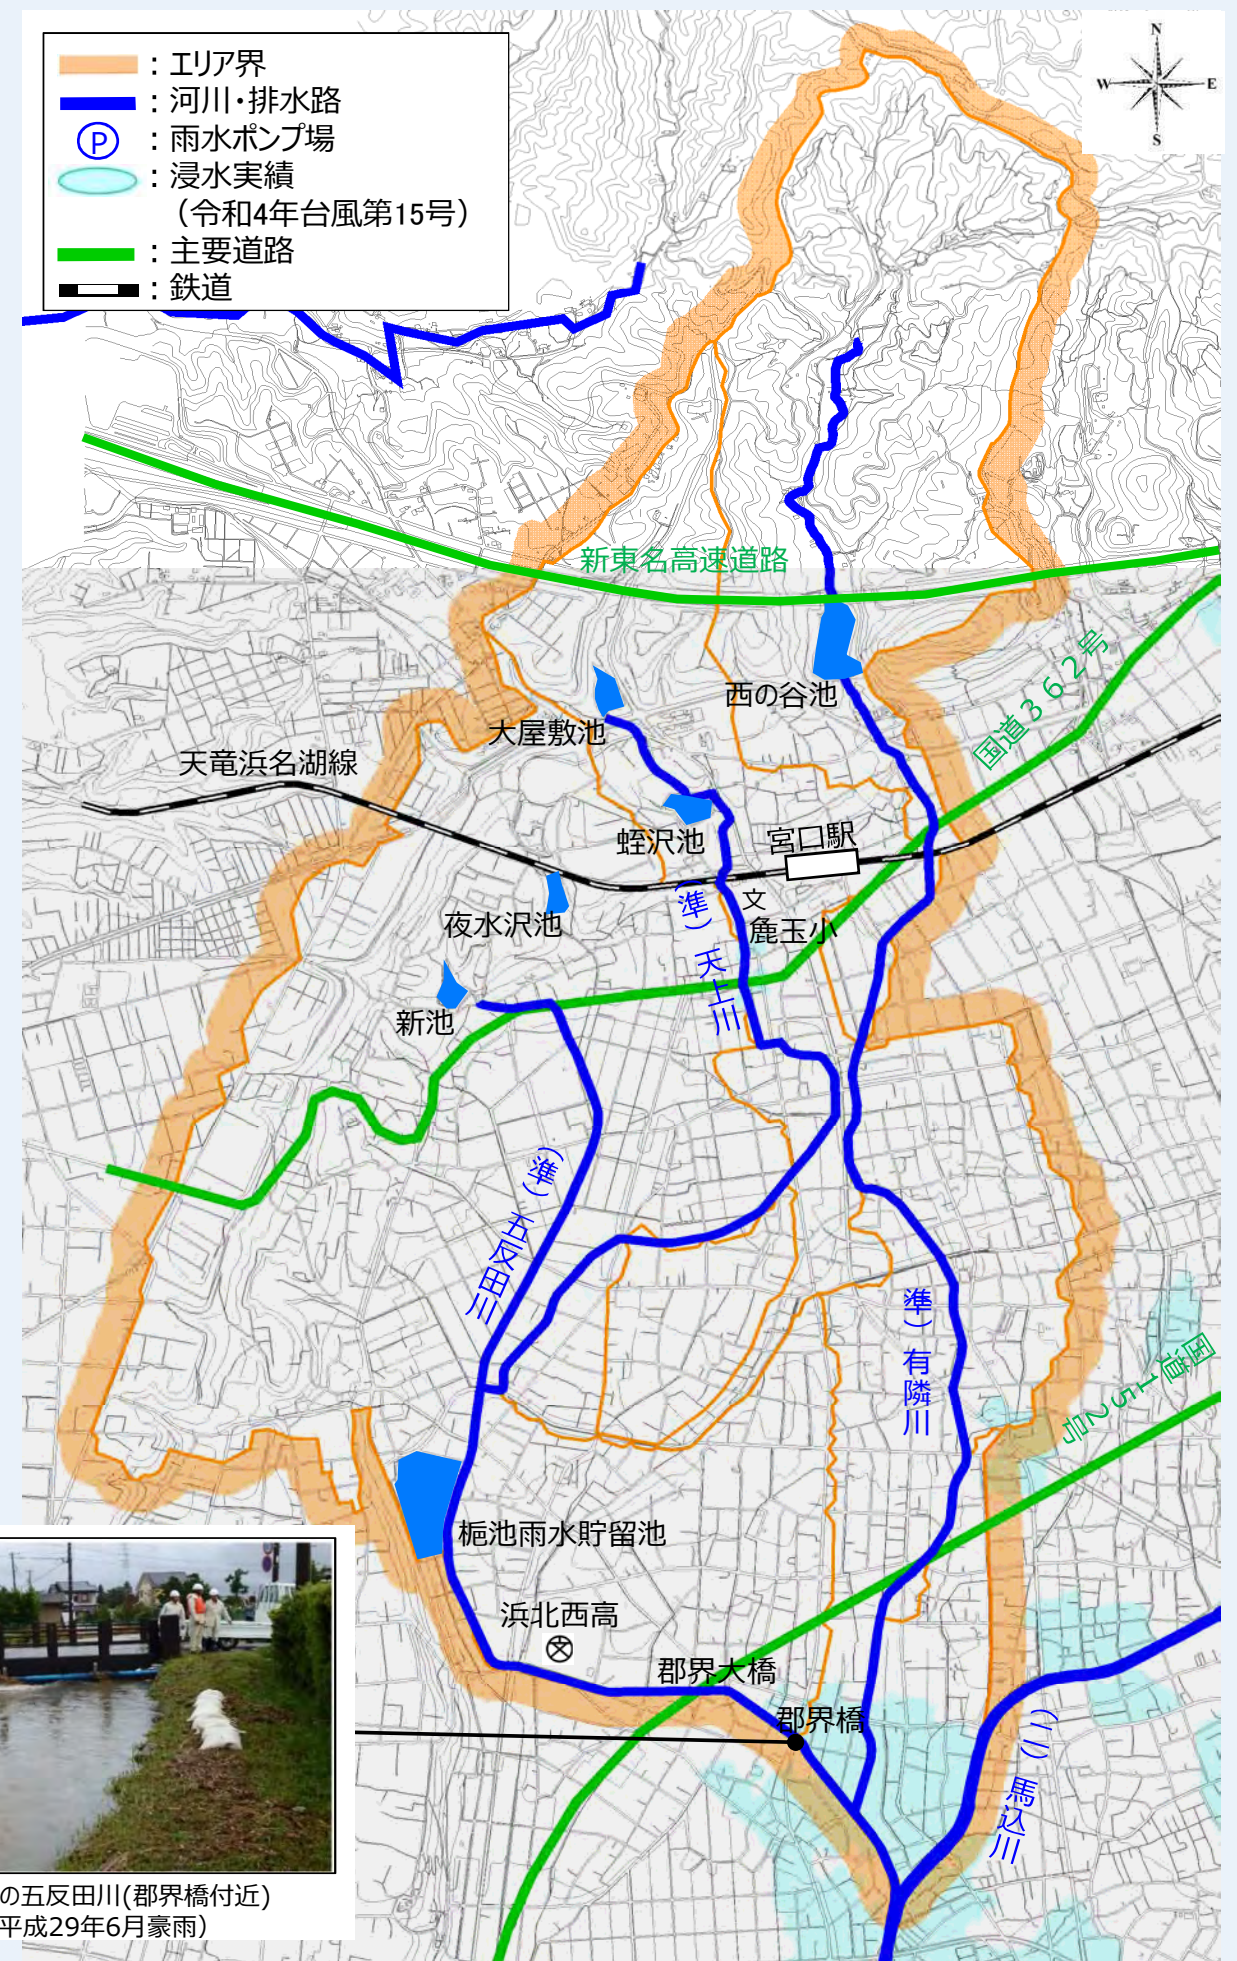 ：エリア界
：河川・排水路
Ⓟ：雨水ポンプ場
：浸水実績
（令和4年台風第15号）
：主要道路
：鉄道
N
W
E
S
新東名高速道路
国道３６２号
西の谷池
大屋敷池
天竜浜名湖線
蛭沢池
宮口駅
夜水沢池
文
麁玉小
(準) 天上川
新池
(準) 五反田川
準) 有隣川
国道１５２号
梔池雨水貯留池
浜北西高
郡界大橋
郡界橋
(二) 馬込川
の五反田川(郡界橋付近)
平成29年6月豪雨）